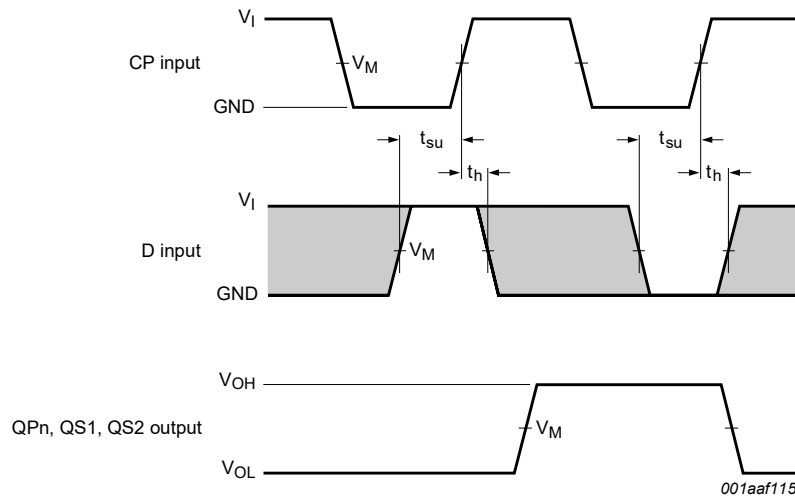 V_I
CP input
V_M
GND
t_su
t_su
t_h
t_h
V_I
D input
V_M
GND
V_OH
QPn, QS1, QS2 output
V_M
V_OL
001aaf115